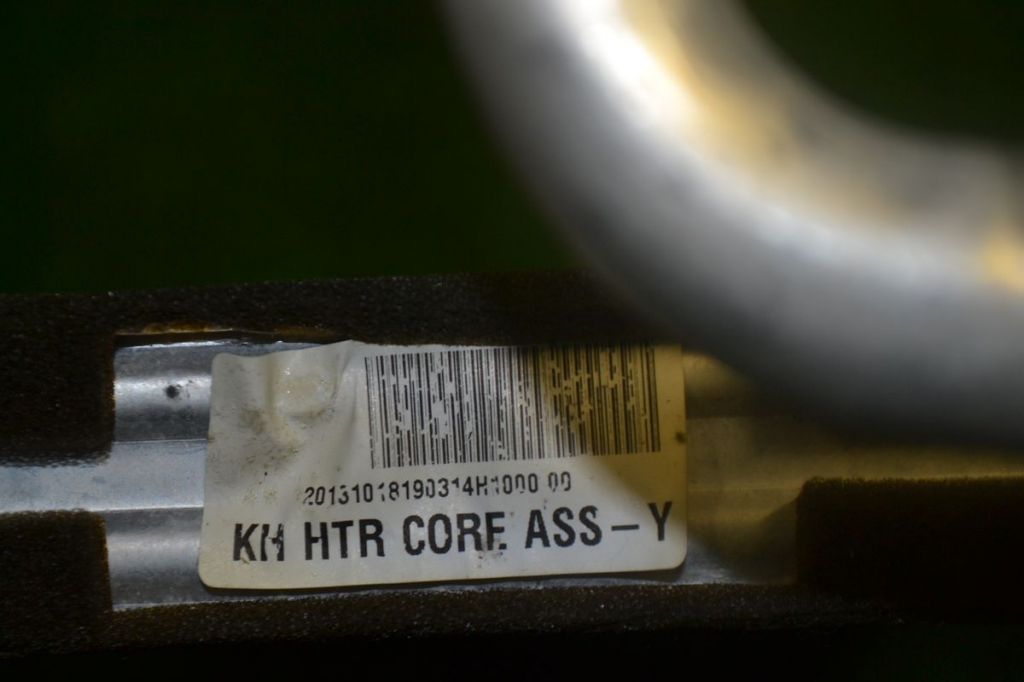 20131018190314H1000 00
KH HTR CORE ASS-Y